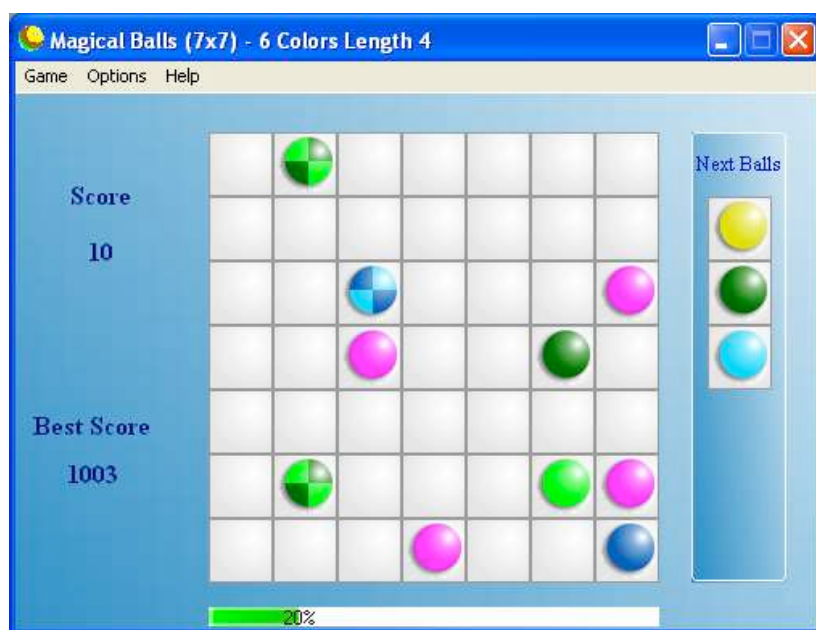 Magical Balls (7x7) - 6 Colors Length 4
Game Options Help
Next Balls
Score
10
Best Score
1003
20%